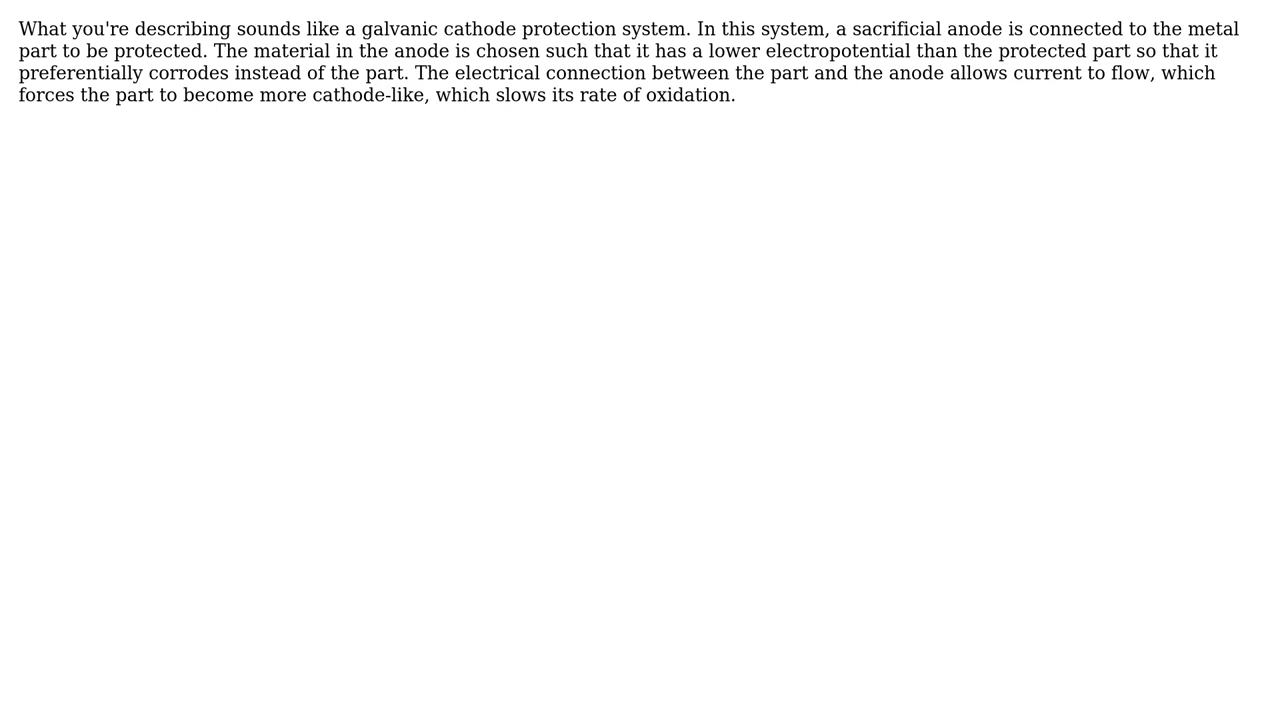 What you're describing sounds like a galvanic cathode protection system. In this system, a sacrificial anode is connected to the metal
part to be protected. The material in the anode is chosen such that it has a lower electropotential than the protected part so that it
preferentially corrodes instead of the part. The electrical connection between the part and the anode allows current to flow, which
forces the part to become more cathode-like, which slows its rate of oxidation.